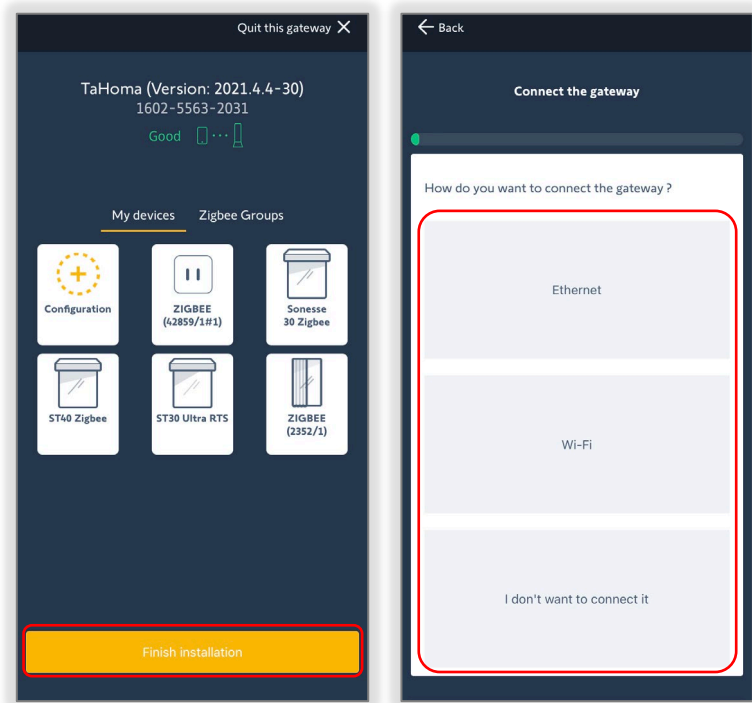 Quit this gateway
TaHoma (Version: 2021.4.4-30)
1602-5563-2031
Good
My devices
Zigbee Groups
Configuration
ZIGBEE
(42859/1#1)
Sonesse
30 Zigbee
ST40 Zigbee
ST30 Ultra RTS
ZIGBEE
(2352/1)
Finish installation
Back
Connect the gateway
How do you want to connect the gateway ?
Ethernet
Wi-Fi
I don't want to connect it